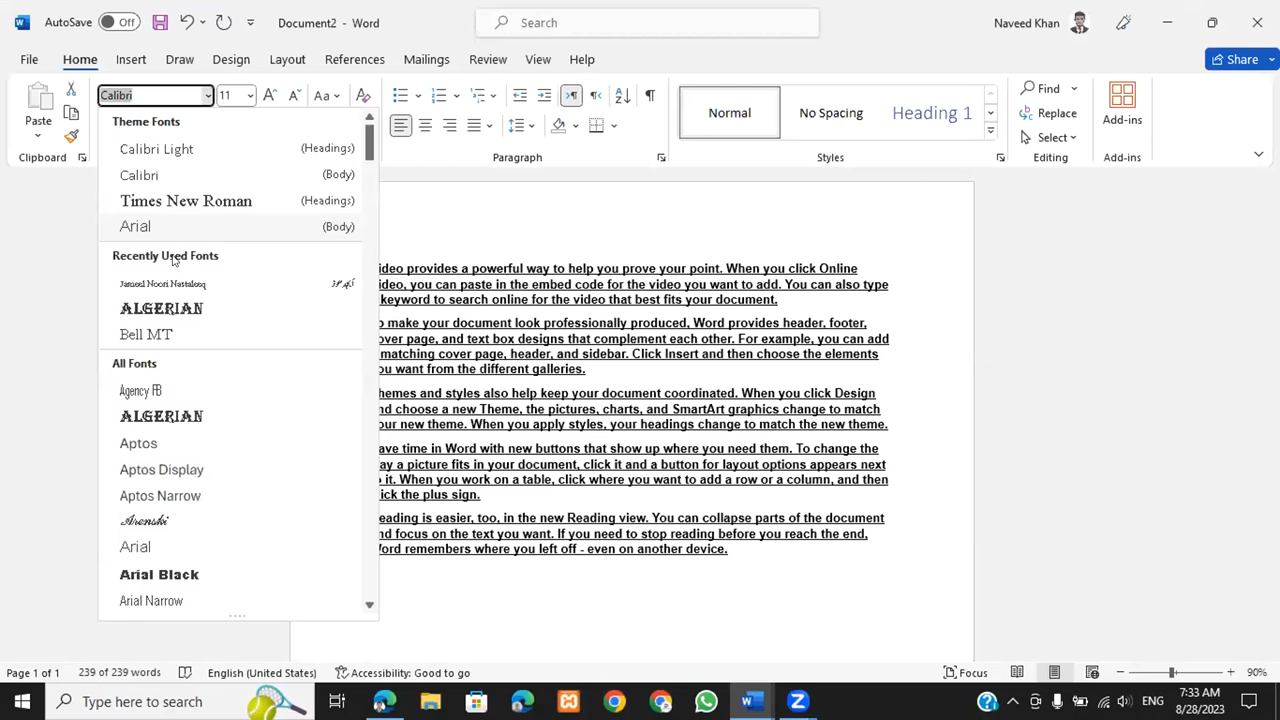 AutoSave Off Document2 - Word Search Naveed Khan
File Home Insert Draw Design Layout References Mailings Review View Help Share
Paste Calibri 11 Aa Normal No Spacing Heading 1 Find Replace Select Add-ins
Clipboard Paragraph Styles Editing Add-ins
Theme Fonts
Calibri Light (Headings)
Calibri (Body)
Times New Roman (Headings)
Arial (Body)
Recently Used Fonts
Jameel Noori Nastaleeq
ALGERIAN
Bell MT
All Fonts
Agency FB
ALGERIAN
Aptos
Aptos Display
Aptos Narrow
Arenski
Arial
Arial Black
Arial Narrow
ideo provides a powerful way to help you prove your point. When you click Online
ideo, you can paste in the embed code for the video you want to add. You can also type
keyword to search online for the video that best fits your document.
o make your document look professionally produced, Word provides header, footer,
over page, and text box designs that complement each other. For example, you can add
matching cover page, header, and sidebar. Click Insert and then choose the elements
ou want from the different galleries.
hemes and styles also help keep your document coordinated. When you click Design
nd choose a new Theme, the pictures, charts, and SmartArt graphics change to match
our new theme. When you apply styles, your headings change to match the new theme.
ave time in Word with new buttons that show up where you need them. To change the
ay a picture fits in your document, click it and a button for layout options appears next
o it. When you work on a table, click where you want to add a row or a column, and then
lick the plus sign.
eading is easier, too, in the new Reading view. You can collapse parts of the document
nd focus on the text you want. If you need to stop reading before you reach the end,
Word remembers where you left off - even on another device.
Page 1 of 1 239 of 239 words English (United States) Accessibility: Good to go Focus 90%
Type here to search ENG 7:33 AM
8/28/2023